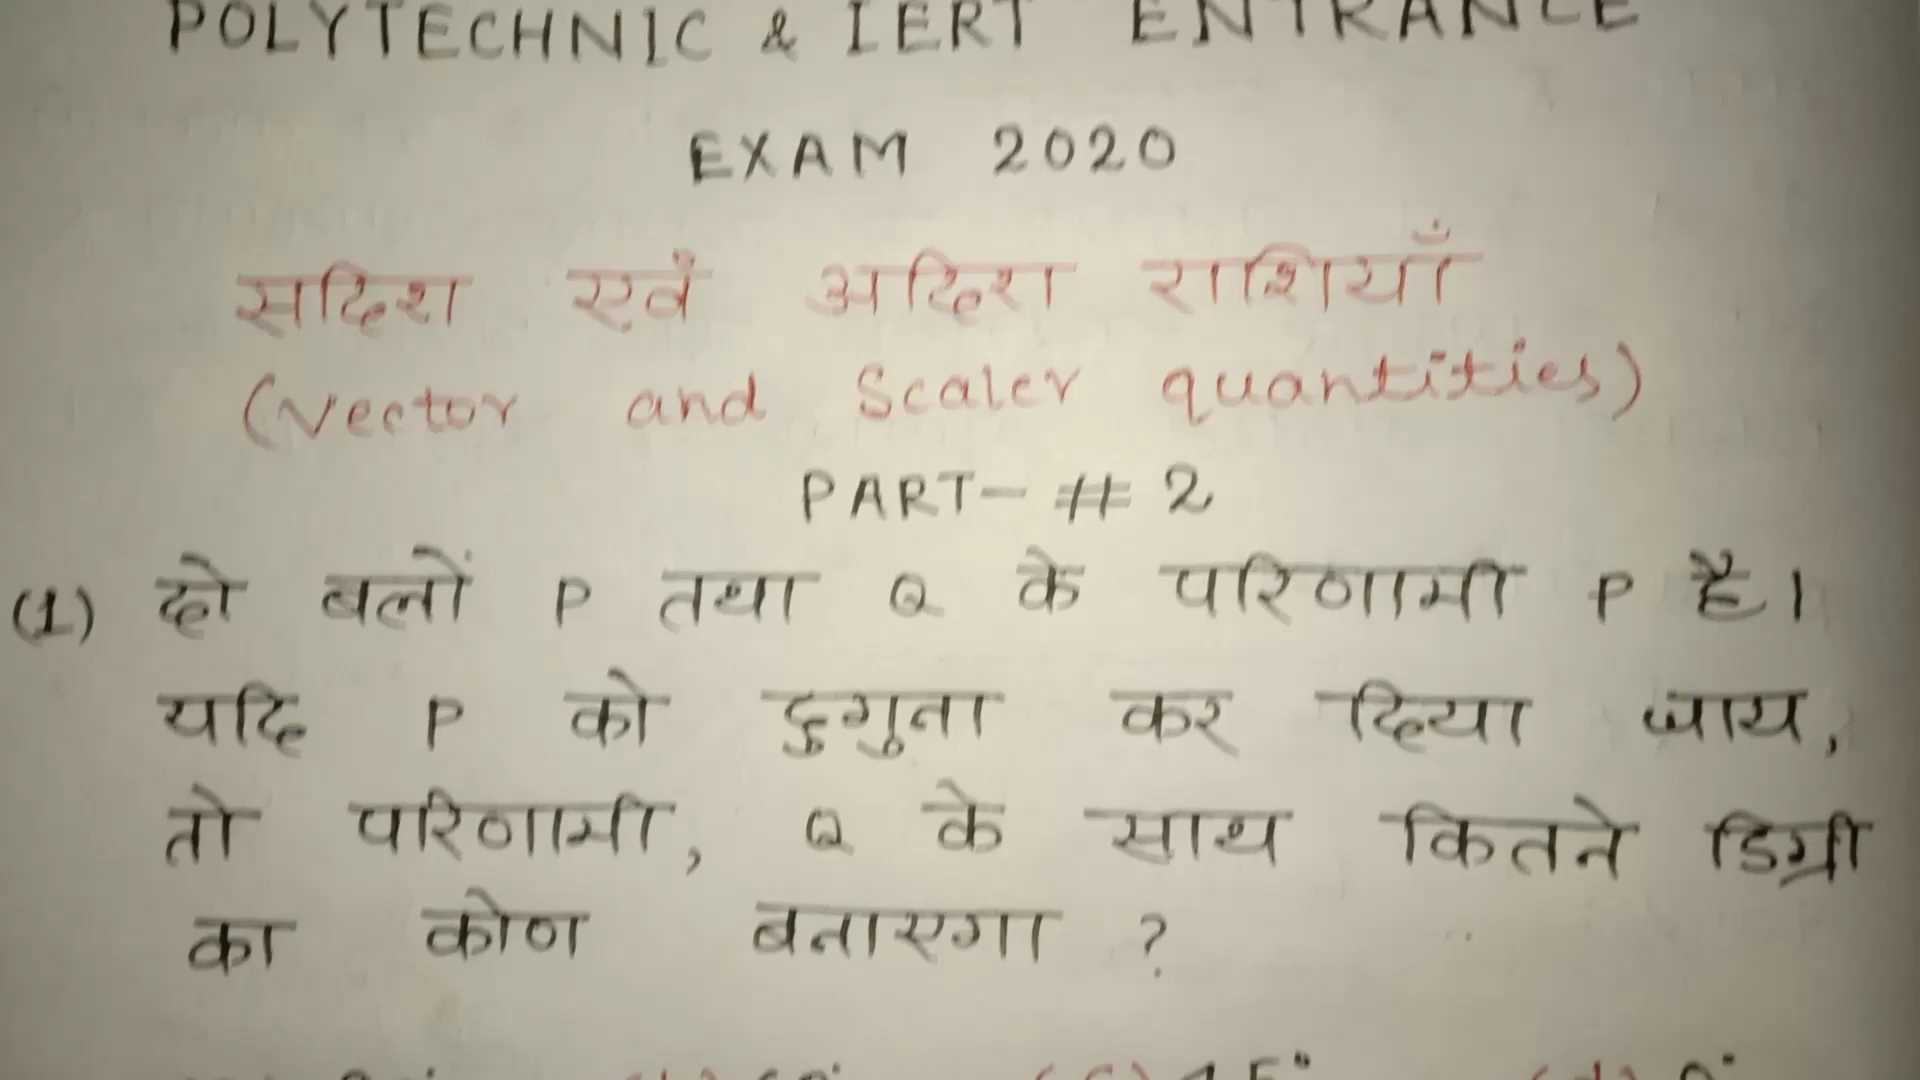 POLYTECHNIC & IERT ENTRANCE
EXAM 2020
सदिश एवं अदिश राशियाँ
(Vector and Scaler quantities)
PART-#2
(1) दो बलों P तथा Q के परिणामी P है।
यदि P को दुगुना कर दिया जाय,
तो परिणामी, Q के साथ कितने डिग्री
का कोण बनाएगा ?